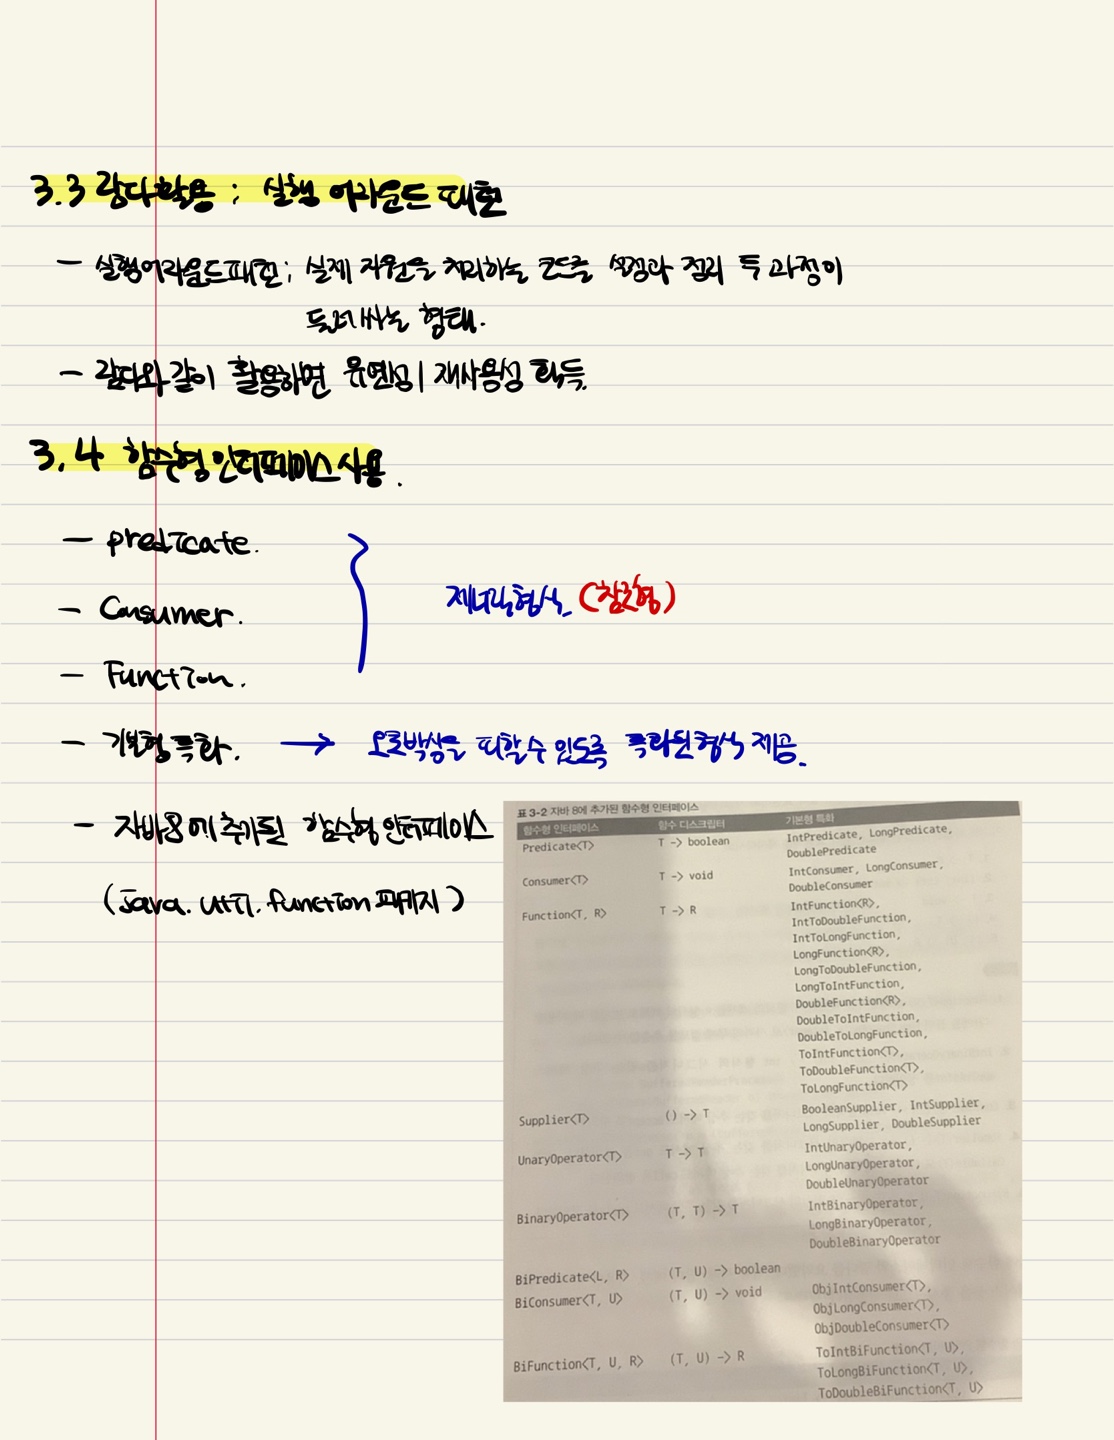 3.3 람다 활용 ; 실행 어라운드 패턴
- 실행어라운드패턴; 실제 자원을 처리하는 코드를 설정과 정리 두 과정이
둘러싸는 형태.
- 람다와 같이 활용하면 유연성/재사용성 획득.
3.4 함수형 인터페이스 사용.
- predicate.
- Consumer.
- Function.
제너릭형식. (참조형)
- 기본형 특화. → 오토박싱을 피할 수 있도록 특화된 형식 제공.
- 자바8에 추가된 함수형 인터페이스
(java.util.function 패키지)
표 3-2 자바 8에 추가된 함수형 인터페이스
함수형 인터페이스 함수 디스크립터 기본형 특화
Predicate<T> T -> boolean IntPredicate, LongPredicate,
DoublePredicate
Consumer<T> T -> void IntConsumer, LongConsumer,
DoubleConsumer
Function<T, R> T -> R IntFunction<R>,
IntToDoubleFunction,
IntToLongFunction,
LongFunction<R>,
LongToDoubleFunction,
LongToIntFunction,
DoubleFunction<R>,
DoubleToIntFunction,
DoubleToLongFunction,
ToIntFunction<T>,
ToDoubleFunction<T>,
ToLongFunction<T>
Supplier<T> () -> T BooleanSupplier, IntSupplier,
LongSupplier, DoubleSupplier
UnaryOperator<T> T -> T IntUnaryOperator,
LongUnaryOperator,
DoubleUnaryOperator
BinaryOperator<T> (T, T) -> T IntBinaryOperator,
LongBinaryOperator,
DoubleBinaryOperator
BiPredicate<L, R> (T, U) -> boolean
BiConsumer<T, U> (T, U) -> void ObjIntConsumer<T>,
ObjLongConsumer<T>,
ObjDoubleConsumer<T>
BiFunction<T, U, R> (T, U) -> R ToIntBiFunction<T, U>,
ToLongBiFunction<T, U>,
ToDoubleBiFunction<T, U>